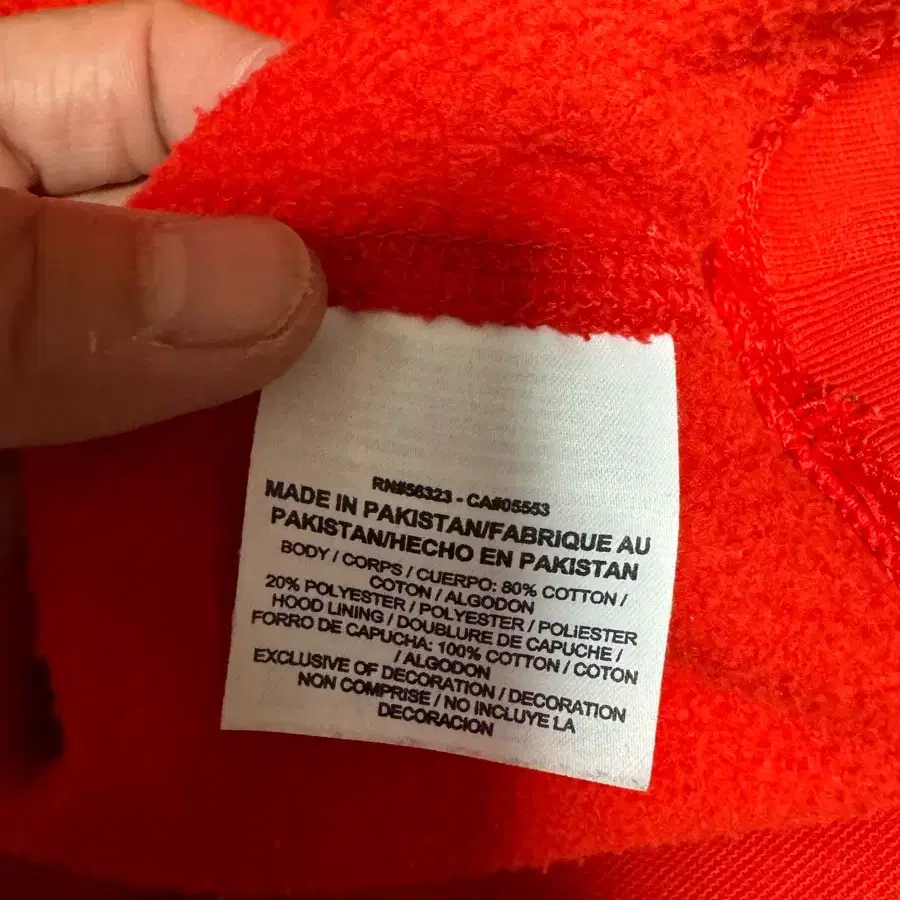 RN#56323 - CA#05553
MADE IN PAKISTAN/FABRIQUE AU
PAKISTAN/HECHO EN PAKISTAN
BODY / CORPS / CUERPO: 80% COTTON /
COTON / ALGODON
20% POLYESTER / POLYESTER / POLiESTER
HOOD LINING / DOUBLURE DE CAPUCHE /
FORRO DE CAPUCHA: 100% COTTON / COTON
/ ALGODON
EXCLUSIVE OF DECORATION / DECORATION
NON COMPRISE / NO INCLUYE LA
DECORACION